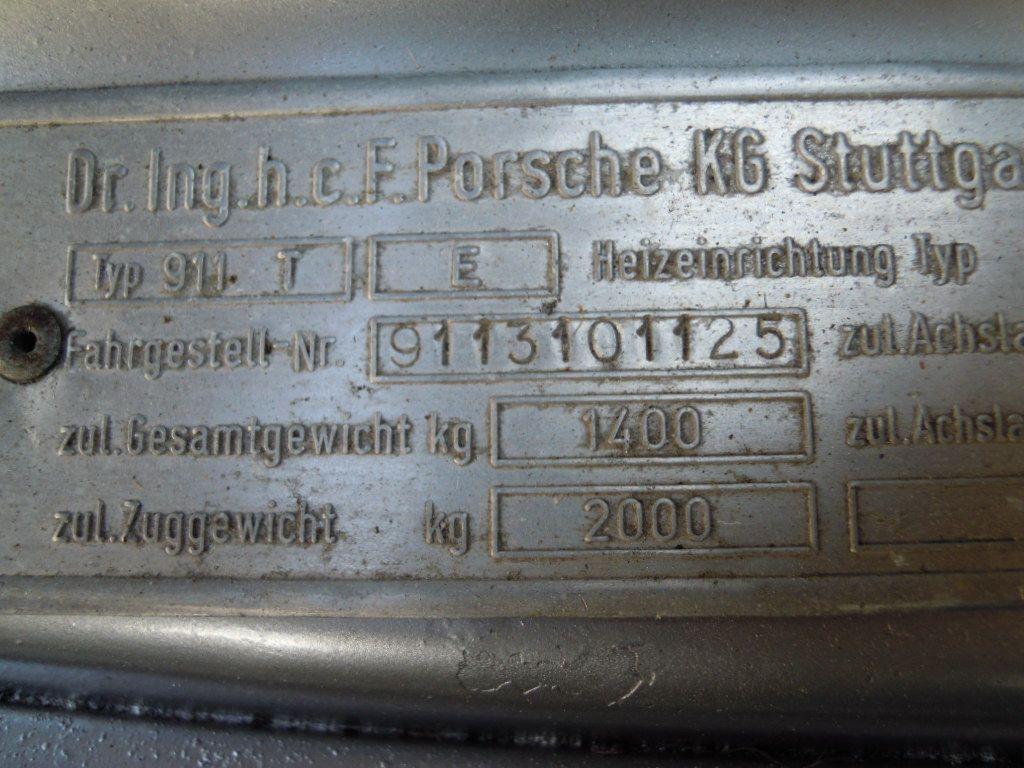 Dr. Ing. h. c. F. Porsche KG Stuttga
Typ 911 T E Heizeinrichtung Typ
Fahrgestell-Nr. 9113101125 zul. Achsla
zul. Gesamtgewicht kg 1400 zul. Achsla
zul. Zuggewicht kg 2000